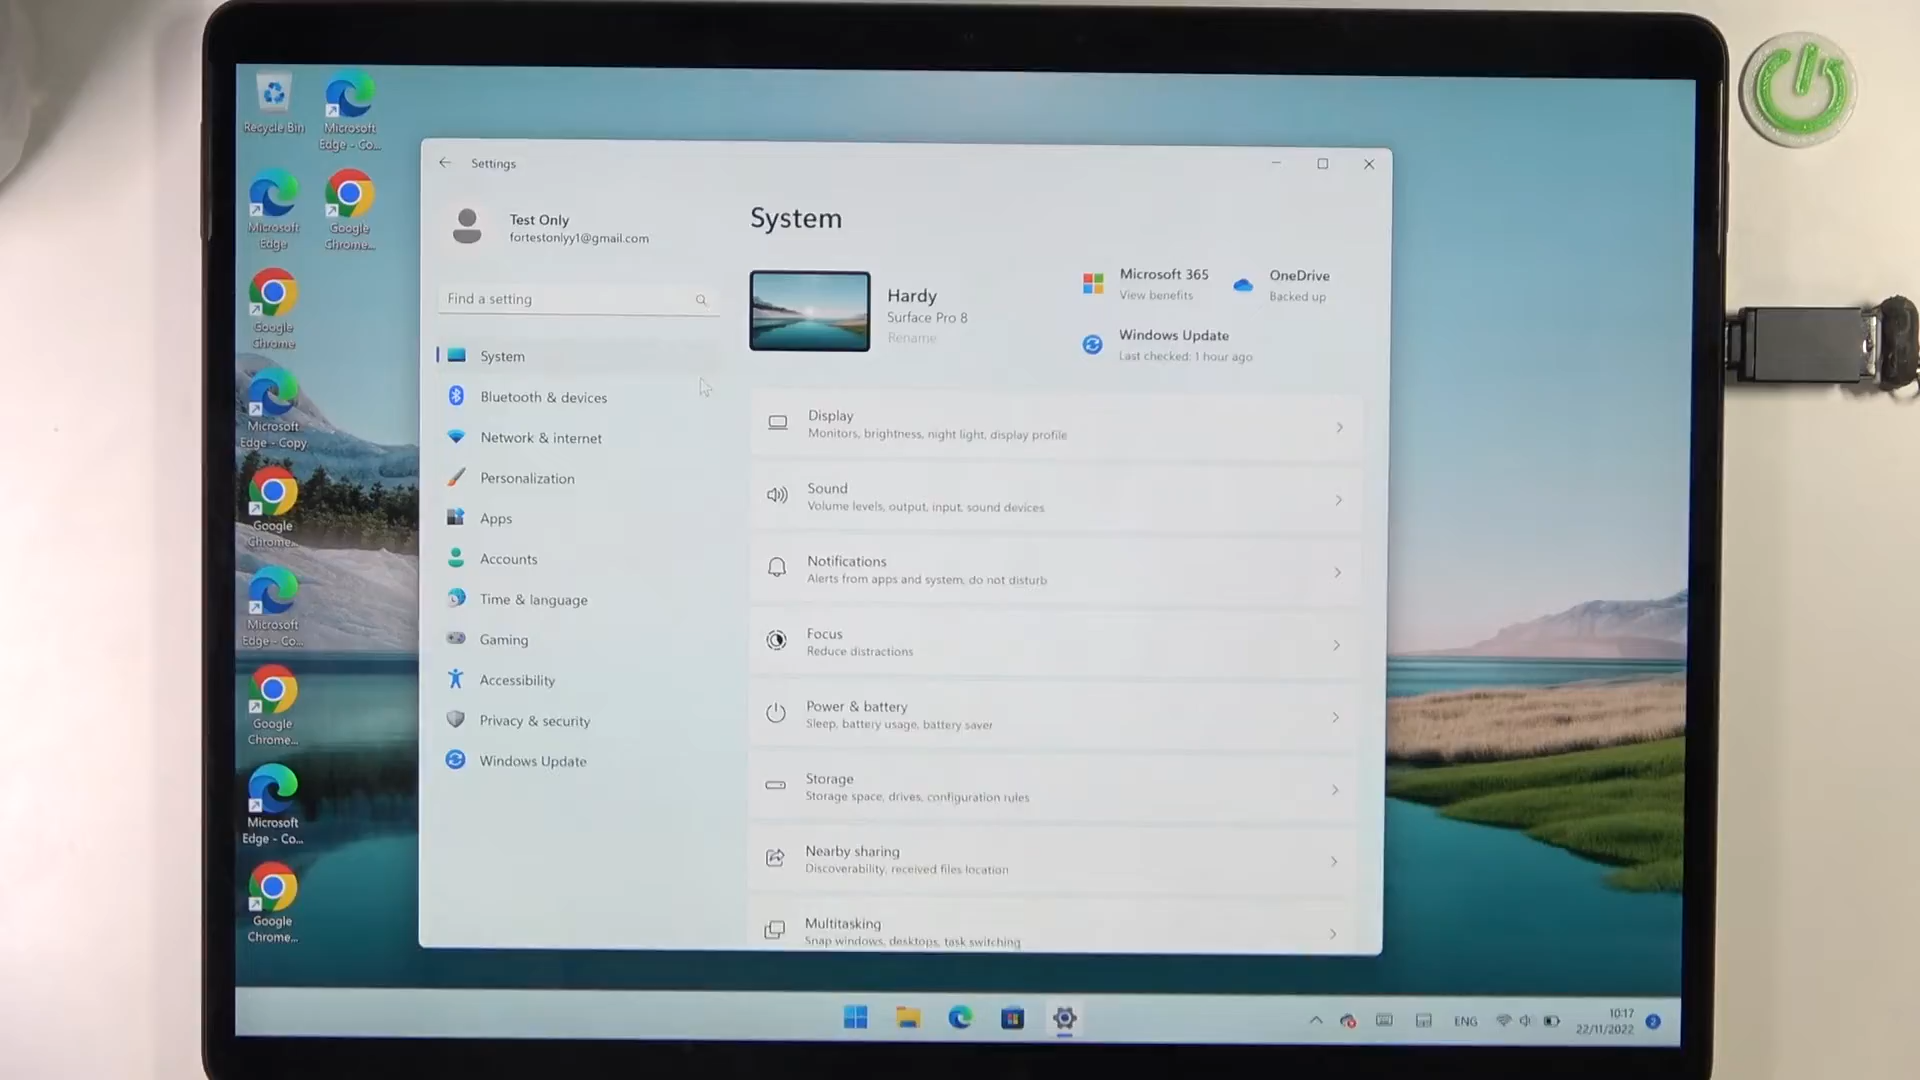 Recycle Bin
Microsoft
Edge - Co...
Microsoft
Edge
Google
Chrome...
Google
Chrome
Microsoft
Edge - Copy
Google
Chrome...
Microsoft
Edge - Co...
Google
Chrome...
Microsoft
Edge - Co...
Google
Chrome...
Settings
Test Only
fortestonlyy1@gmail.com
Find a setting
System
Bluetooth & devices
Network & internet
Personalization
Apps
Accounts
Time & language
Gaming
Accessibility
Privacy & security
Windows Update
System
Hardy
Surface Pro 8
Rename
Microsoft 365
View benefits
OneDrive
Backed up
Windows Update
Last checked: 1 hour ago
Display
Monitors, brightness, night light, display profile
Sound
Volume levels, output, input, sound devices
Notifications
Alerts from apps and system, do not disturb
Focus
Reduce distractions
Power & battery
Sleep, battery usage, battery saver
Storage
Storage space, drives, configuration rules
Nearby sharing
Discoverability, received files location
Multitasking
Snap windows, desktops, task switching
ENG
10:17
22/11/2022
2